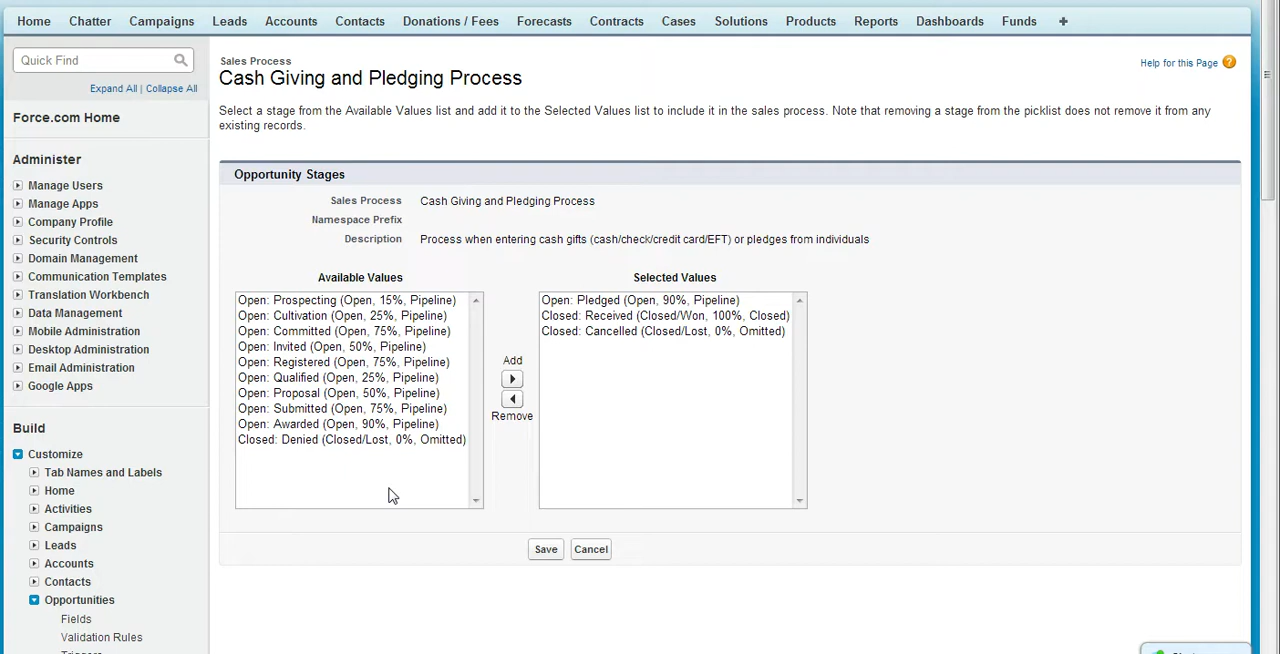 Home Chatter Campaigns Leads Accounts Contacts Donations / Fees Forecasts Contracts Cases Solutions Products Reports Dashboards Funds +
Quick Find
Expand All | Collapse All
Force.com Home
Administer
Manage Users
Manage Apps
Company Profile
Security Controls
Domain Management
Communication Templates
Translation Workbench
Data Management
Mobile Administration
Desktop Administration
Email Administration
Google Apps
Build
Customize
Tab Names and Labels
Home
Activities
Campaigns
Leads
Accounts
Contacts
Opportunities
Fields
Validation Rules
Sales Process
Cash Giving and Pledging Process
Help for this Page ?
Select a stage from the Available Values list and add it to the Selected Values list to include it in the sales process. Note that removing a stage from the picklist does not remove it from any
existing records.
Opportunity Stages
Sales Process Cash Giving and Pledging Process
Namespace Prefix
Description Process when entering cash gifts (cash/check/credit card/EFT) or pledges from individuals
Available Values
Open: Prospecting (Open, 15%, Pipeline)
Open: Cultivation (Open, 25%, Pipeline)
Open: Committed (Open, 75%, Pipeline)
Open: Invited (Open, 50%, Pipeline)
Open: Registered (Open, 75%, Pipeline)
Open: Qualified (Open, 25%, Pipeline)
Open: Proposal (Open, 50%, Pipeline)
Open: Submitted (Open, 75%, Pipeline)
Open: Awarded (Open, 90%, Pipeline)
Closed: Denied (Closed/Lost, 0%, Omitted)
Add
Remove
Selected Values
Open: Pledged (Open, 90%, Pipeline)
Closed: Received (Closed/Won, 100%, Closed)
Closed: Cancelled (Closed/Lost, 0%, Omitted)
Save Cancel